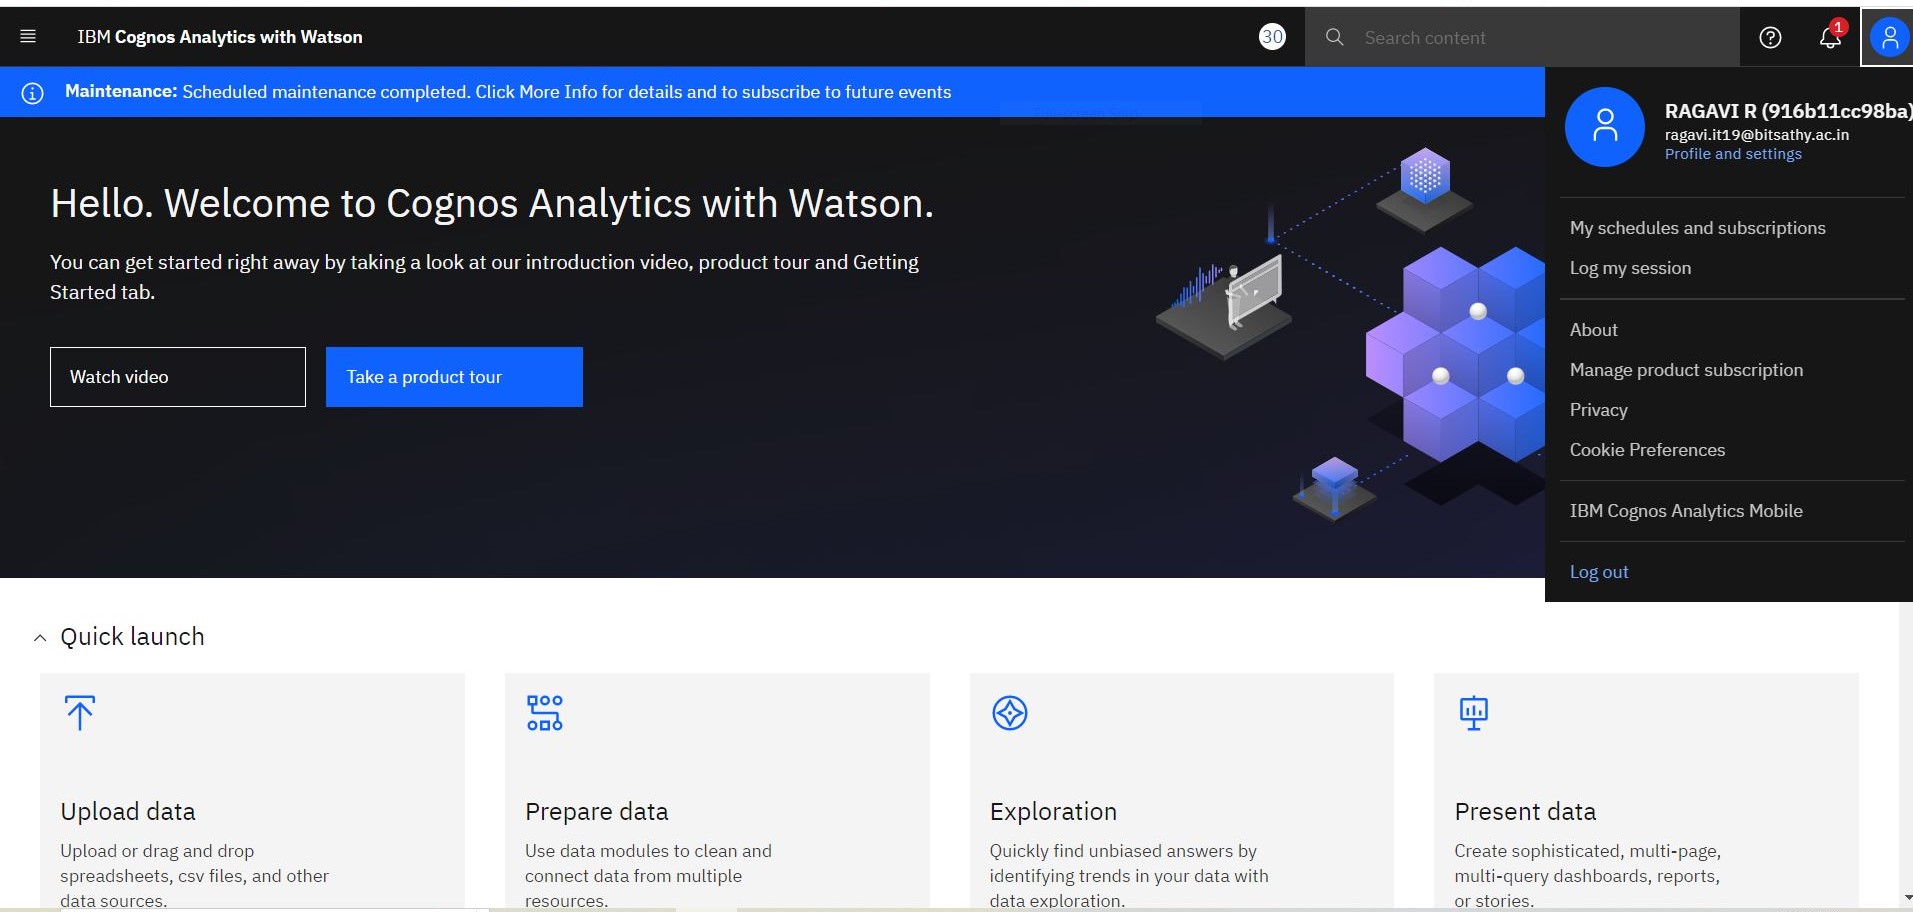 IBM Cognos Analytics with Watson
30
Search content
1
Maintenance: Scheduled maintenance completed. Click More Info for details and to subscribe to future events
RAGAVI R (916b11cc98ba)
ragavi.it19@bitsathy.ac.in
Profile and settings
Hello. Welcome to Cognos Analytics with Watson.
You can get started right away by taking a look at our introduction video, product tour and Getting
Started tab.
Watch video
Take a product tour
My schedules and subscriptions
Log my session
About
Manage product subscription
Privacy
Cookie Preferences
IBM Cognos Analytics Mobile
Log out
Quick launch
Upload data
Upload or drag and drop
spreadsheets, csv files, and other
data sources.
Prepare data
Use data modules to clean and
connect data from multiple
resources.
Exploration
Quickly find unbiased answers by
identifying trends in your data with
data exploration.
Present data
Create sophisticated, multi-page,
multi-query dashboards, reports,
or stories.